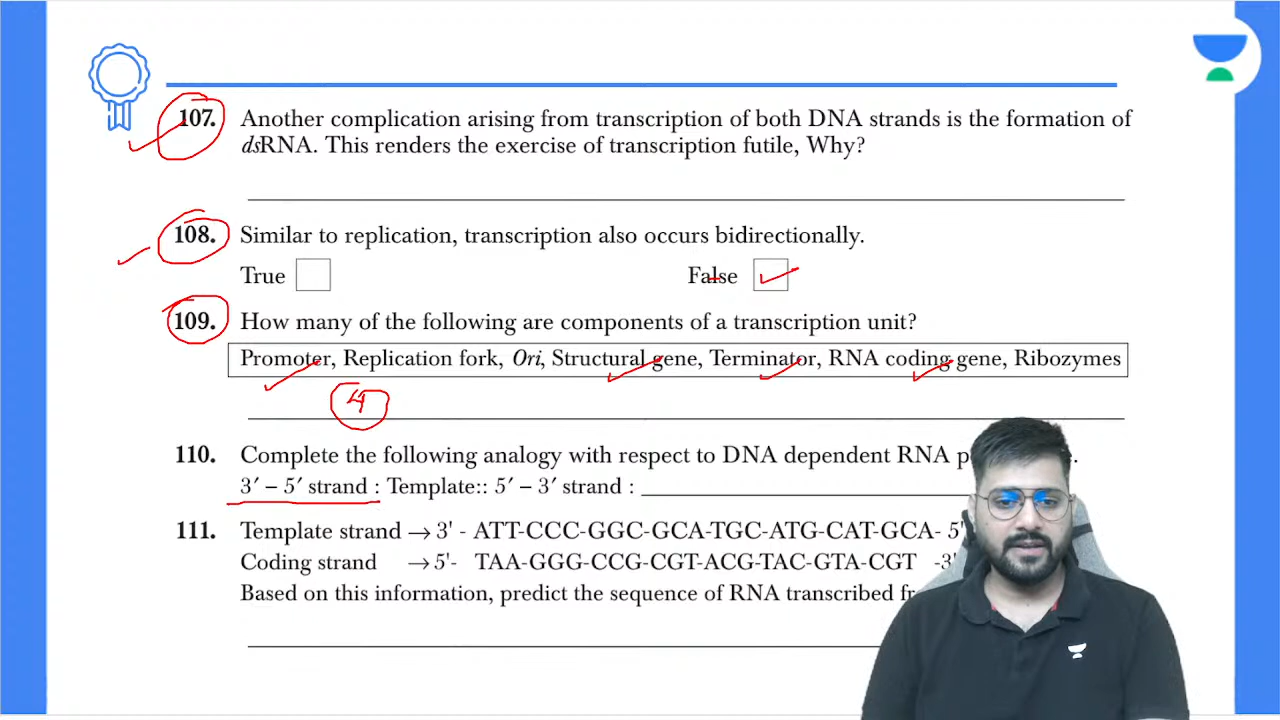 107. Another complication arising from transcription of both DNA strands is the formation of
dsRNA. This renders the exercise of transcription futile, Why?
108. Similar to replication, transcription also occurs bidirectionally.
True False
109. How many of the following are components of a transcription unit?
Promoter, Replication fork, Ori, Structural gene, Terminator, RNA coding gene, Ribozymes
4
110. Complete the following analogy with respect to DNA dependent RNA
3′ – 5′ strand : Template:: 5′ – 3′ strand :
111. Template strand → 3' - ATT-CCC-GGC-GCA-TGC-ATG-CAT-GCA- 5'
Coding strand → 5'- TAA-GGG-CCG-CGT-ACG-TAC-GTA-CGT -3'
Based on this information, predict the sequence of RNA transcribed